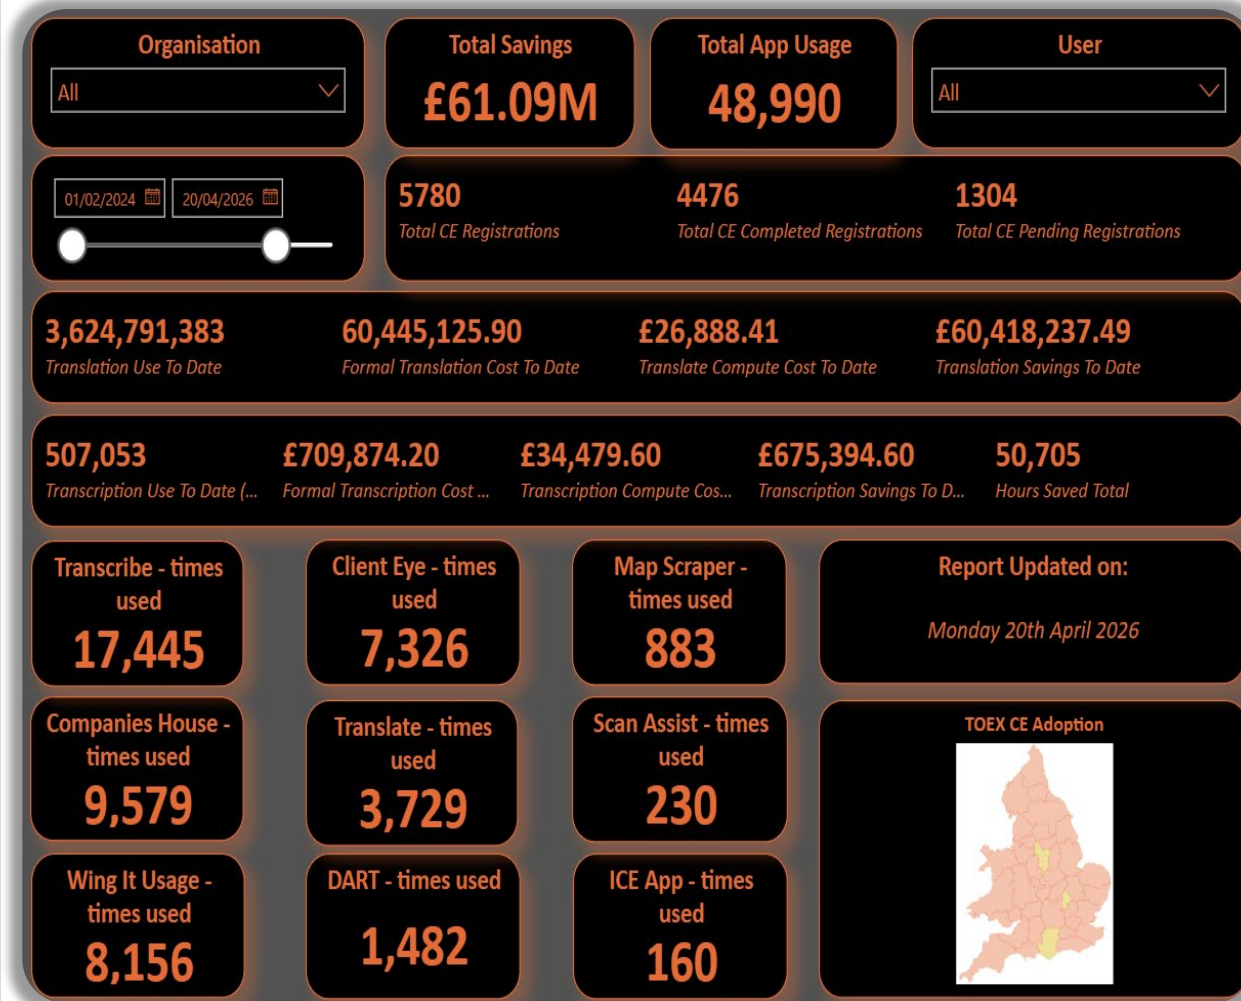 Organisation
All
Total Savings
£61.09M
Total App Usage
48,990
User
All
01/02/2024
20/04/2026
5780
Total CE Registrations
4476
Total CE Completed Registrations
1304
Total CE Pending Registrations
3,624,791,383
Translation Use To Date
60,445,125.90
Formal Translation Cost To Date
£26,888.41
Translate Compute Cost To Date
£60,418,237.49
Translation Savings To Date
507,053
Transcription Use To Date (...
£709,874.20
Formal Transcription Cost ...
£34,479.60
Transcription Compute Cos...
£675,394.60
Transcription Savings To D...
50,705
Hours Saved Total
Transcribe - times
used
17,445
Client Eye - times
used
7,326
Map Scraper -
times used
883
Report Updated on:
Monday 20th April 2026
Companies House -
times used
9,579
Translate - times
used
3,729
Scan Assist - times
used
230
TOEX CE Adoption
Wing It Usage -
times used
8,156
DART - times used
1,482
ICE App - times
used
160